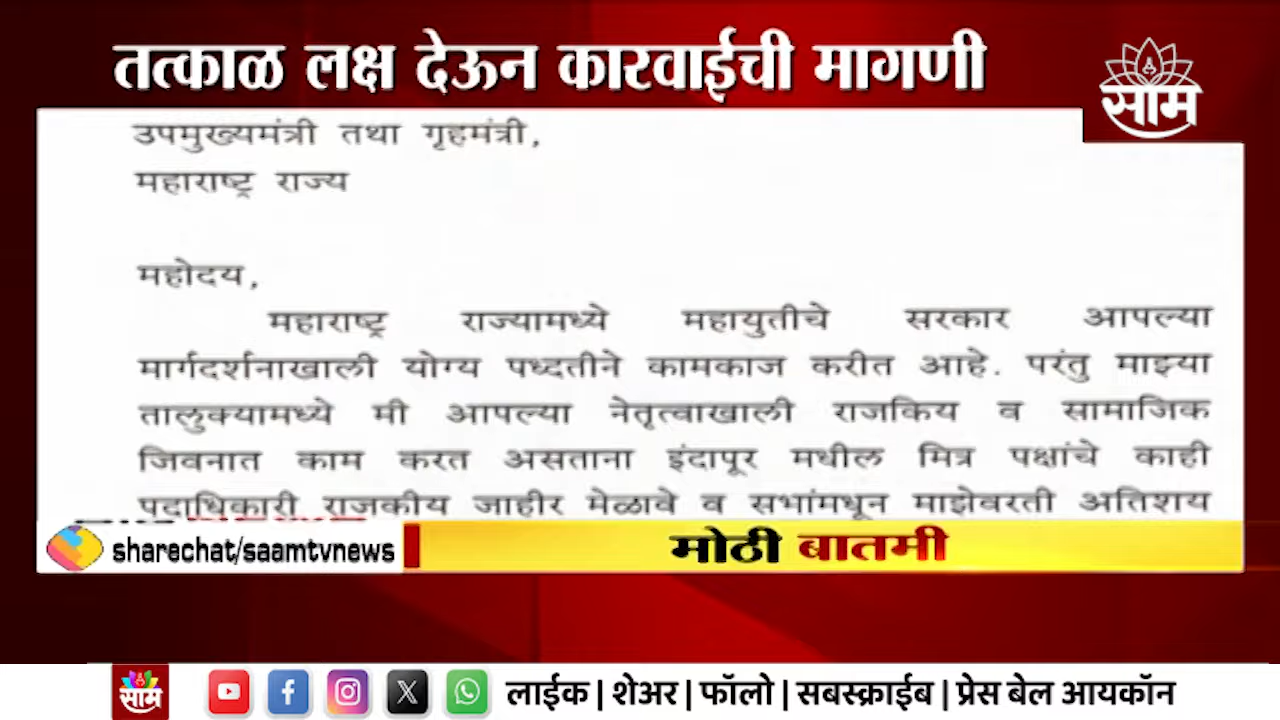 तत्काळ लक्ष देऊन कारवाईची मागणी
साम
उपमुख्यमंत्री तथा गृहमंत्री,
महाराष्ट्र राज्य
महोदय,
महाराष्ट्र राज्यामध्ये महायुतीचे सरकार आपल्या
मार्गदर्शनाखाली योग्य पध्दतीने कामकाज करीत आहे. परंतु माझ्या
तालुक्यामध्ये मी आपल्या नेतृत्वाखाली राजकिय व सामाजिक
जिवनात काम करत असताना इंदापूर मधील मित्र पक्षांचे काही
पदाधिकारी राजकीय जाहीर मेळावे व सभांमधून माझेवरती अतिशय
sharechat/saamtvnews
मोठी बातमी
साम
लाईक | शेअर | फॉलो | सबस्क्राईब | प्रेस बेल आयकॉन